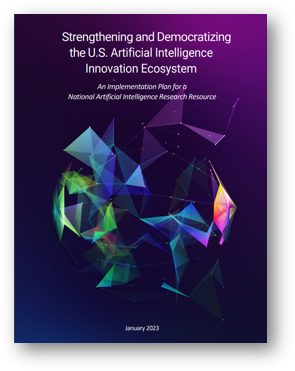 Strengthening and Democratizing
the U.S. Artificial Intelligence
Innovation Ecosystem
An Implementation Plan for a
National Artificial Intelligence Research Resource
January 2023